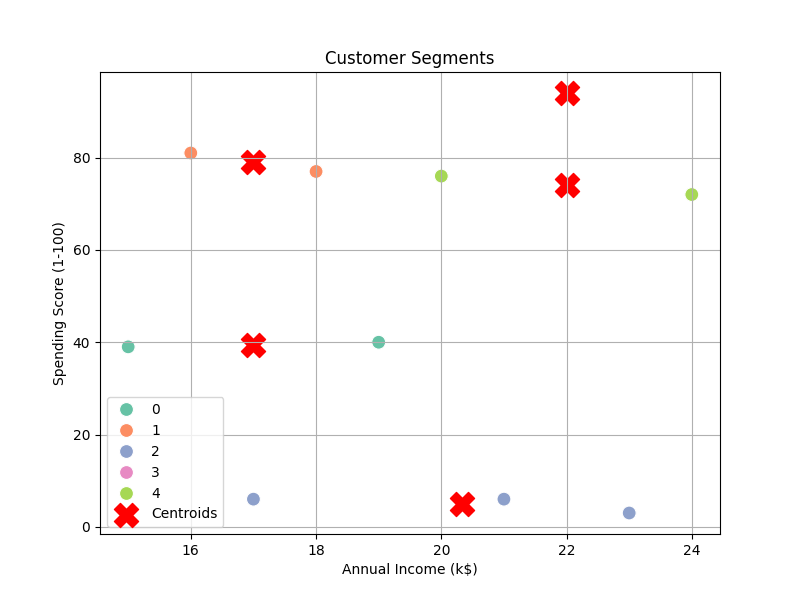 Customer Segments
Spending Score (1-100)
80
60
40
20
0
0
1
2
3
4
Centroids
16 18 20 22 24
Annual Income (k$)